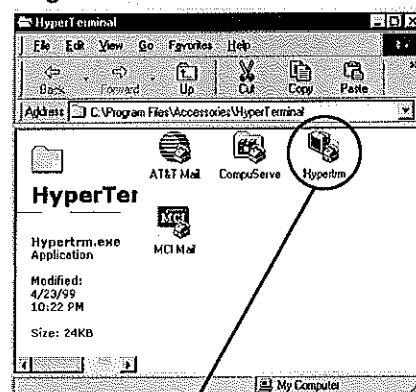 HyperTerminal
File Edit View Go Favorites Help
Back Forward Up Cut Copy Paste
Address C:\Program Files\Accessories\HyperTerminal
AT&T Mail CompuServe Hypertrm
HyperTer
MCI Mail
Hypertrm.exe
Application
Modified:
4/23/99
10:22 PM
Size: 24KB
My Computer